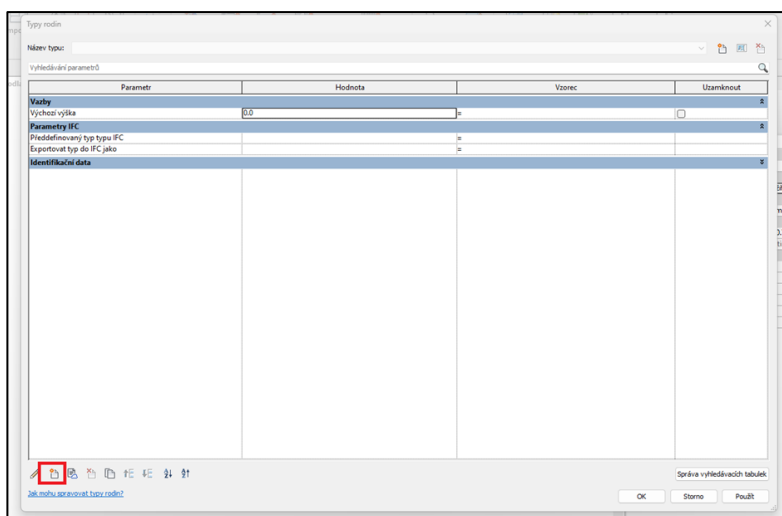 Typy rodin
Název typu:
Vyhledávání parametrů
Parametr Hodnota Vzorec Uzamknout
Vazby
Výchozí výška 0.0 =
Parametry IFC
Předdefinovaný typ typu IFC =
Exportovat typ do IFC jako =
Identifikační data
Správa vyhledávacích tabulek
Jak mohu spravovat typy rodin?
OK Storno Použít